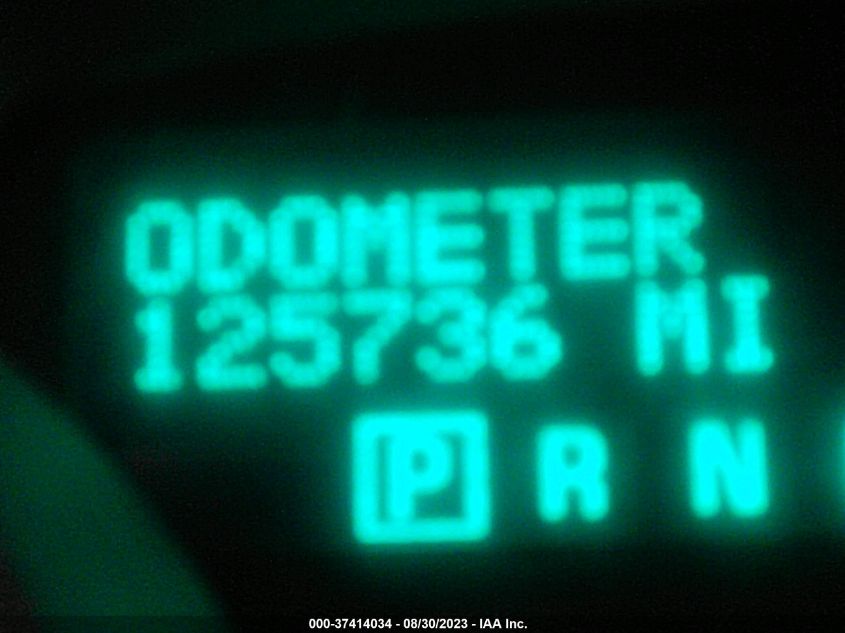 ODOMETER
125736 MI
P R N
000-37414034 - 08/30/2023 - IAA Inc.